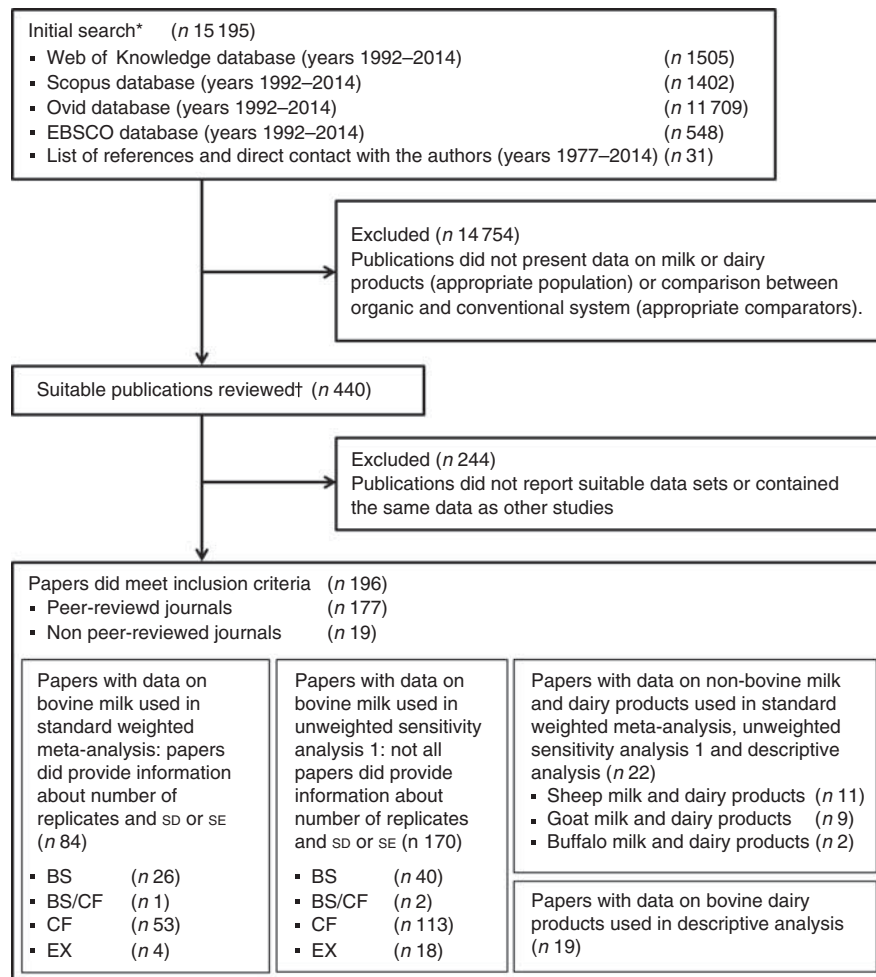 Initial search* (n 15 195)
▪ Web of Knowledge database (years 1992–2014) (n 1505)
▪ Scopus database (years 1992–2014) (n 1402)
▪ Ovid database (years 1992–2014) (n 11 709)
▪ EBSCO database (years 1992–2014) (n 548)
▪ List of references and direct contact with the authors (years 1977–2014) (n 31)
Excluded (n 14 754)
Publications did not present data on milk or dairy
products (appropriate population) or comparison between
organic and conventional system (appropriate comparators).
Suitable publications reviewed† (n 440)
Excluded (n 244)
Publications did not report suitable data sets or contained
the same data as other studies
Papers did meet inclusion criteria (n 196)
▪ Peer-reviewd journals (n 177)
▪ Non peer-reviewed journals (n 19)
Papers with data on
bovine milk used in
standard weighted
meta-analysis: papers
did provide information
about number of
replicates and SD or SE
(n 84)
▪ BS (n 26)
▪ BS/CF (n 1)
▪ CF (n 53)
▪ EX (n 4)
Papers with data on
bovine milk used in
unweighted sensitivity
analysis 1: not all
papers did provide
information about
number of replicates
and SD or SE (n 170)
▪ BS (n 40)
▪ BS/CF (n 2)
▪ CF (n 113)
▪ EX (n 18)
Papers with data on non-bovine milk
and dairy products used in standard
weighted meta-analysis, unweighted
sensitivity analysis 1 and descriptive
analysis (n 22)
▪ Sheep milk and dairy products (n 11)
▪ Goat milk and dairy products (n 9)
▪ Buffalo milk and dairy products (n 2)
Papers with data on bovine dairy
products used in descriptive analysis
(n 19)